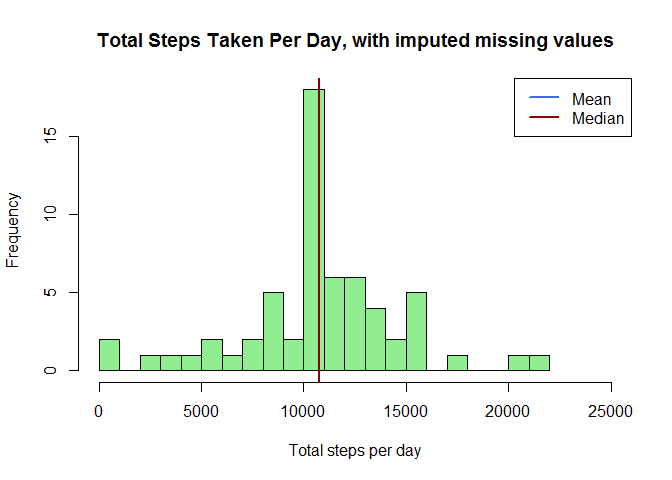 Total Steps Taken Per Day, with imputed missing values
Mean
Median
Frequency
15
10
5
0
0 5000 10000 15000 20000 25000
Total steps per day